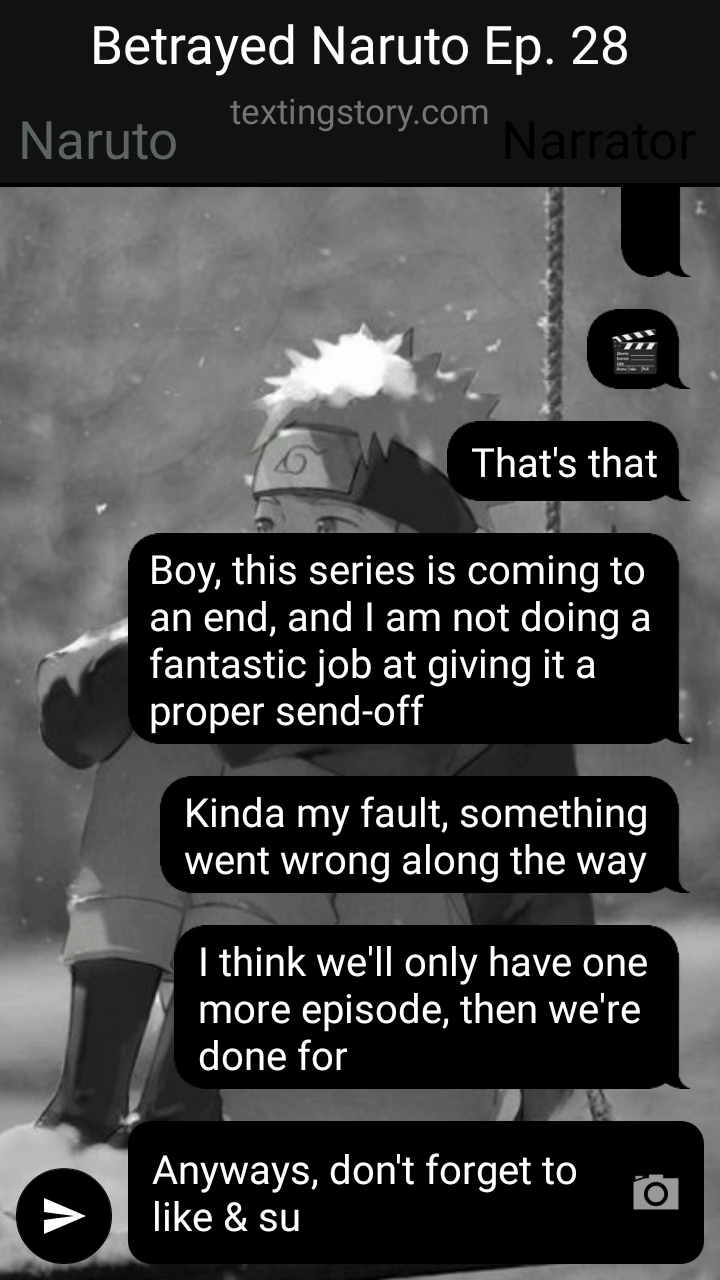 Betrayed Naruto Ep. 28
textingstory.com
Naruto
Narrator
That's that
Boy, this series is coming to
an end, and I am not doing a
fantastic job at giving it a
proper send-off
Kinda my fault, something
went wrong along the way
I think we'll only have one
more episode, then we're
done for
Anyways, don't forget to
like & su